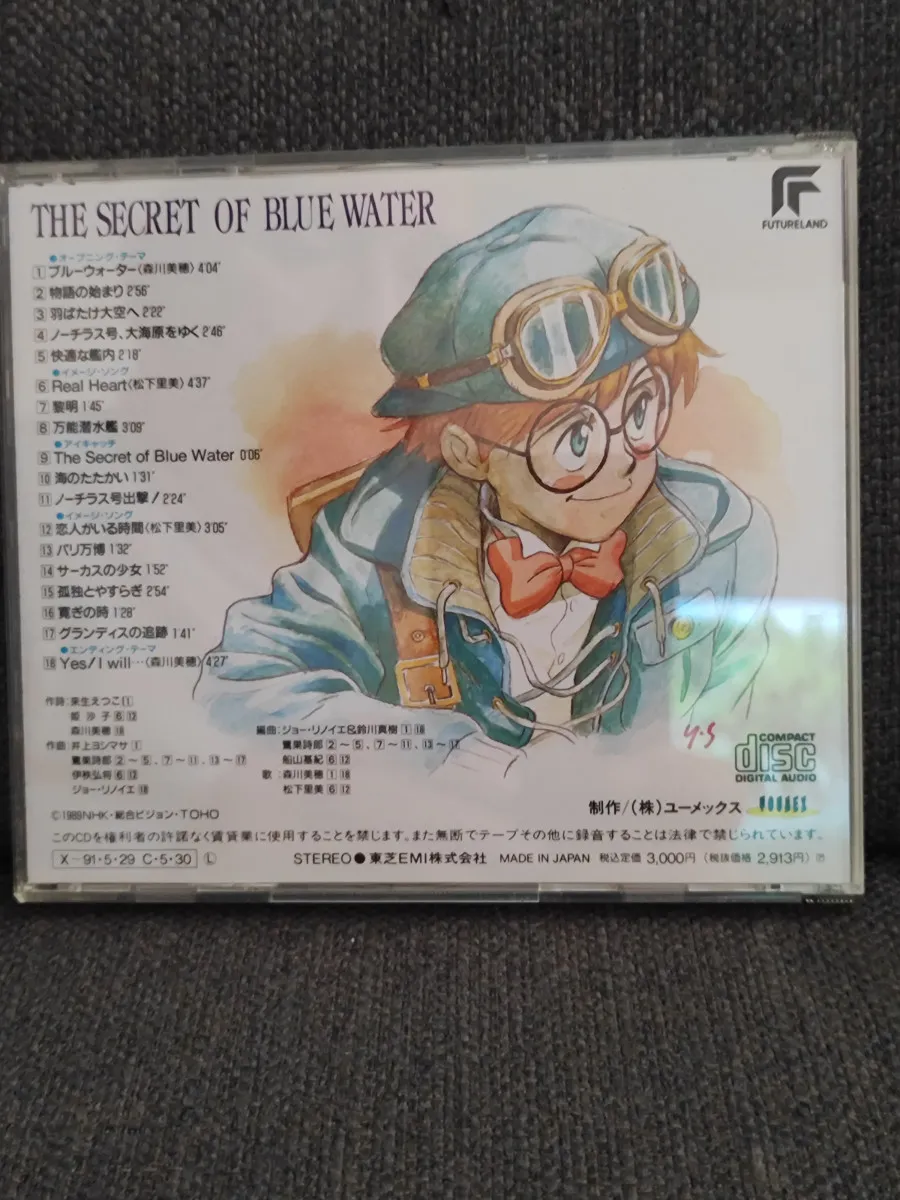 THE SECRET OF BLUE WATER
FUTURELAND
●オープニング・テーマ
1 ブルーウォーター〈森川美穂〉4'04"
2 物語の始まり 2'56"
3 羽ばたけ大空へ 2'22"
4 ノーチラス号、大海原をゆく 2'46"
5 快適な艦内 2'18"
●イメージ・ソング
6 Real Heart〈松下里美〉4'37"
7 黎明 1'45"
8 万能潜水艦 3'09"
●アイキャッチ
9 The Secret of Blue Water 0'06"
10 海のたたかい 1'31"
11 ノーチラス号出撃! 2'24"
●イメージ・ソング
12 恋人がいる時間〈松下里美〉3'05"
13 パリ万博 1'32"
14 サーカスの少女 1'52"
15 孤独とやすらぎ 2'54"
16 寛ぎの時 1'28"
17 グランディスの追跡 1'41"
●エンディング・テーマ
18 Yes! I will…〈森川美穂〉4'27"
作詩:来生えつこ 1
姫 沙子 6 12
森川美穂 18
作曲 井上ヨシマサ 1
鷺巣詩郎 2 〜 5、7 〜 11、13 〜 17
伊秩弘将 6 12
ジョー・リノイエ 18
編曲:ジョー・リノイエ&鈴川真樹 1 18
鷺巣詩郎 2 〜 5、7 〜 11、13 〜 17
船山基紀 6 12
歌:森川美穂 1 18
松下里美 6 12
y.s
COMPACT
disc
DIGITAL AUDIO
制作/(株)ユーメックス
©1989NHK・総合ビジョン・TOHO
このCDを権利者の許諾なく賃貸業に使用することを禁じます。また無断でテープその他に録音することは法律で禁じられています。
X-91・5・29 C・5・30 Ⓛ STEREO● 東芝EMI株式会社 MADE IN JAPAN 税込定価 3,000円 (税抜価格 2,913円)